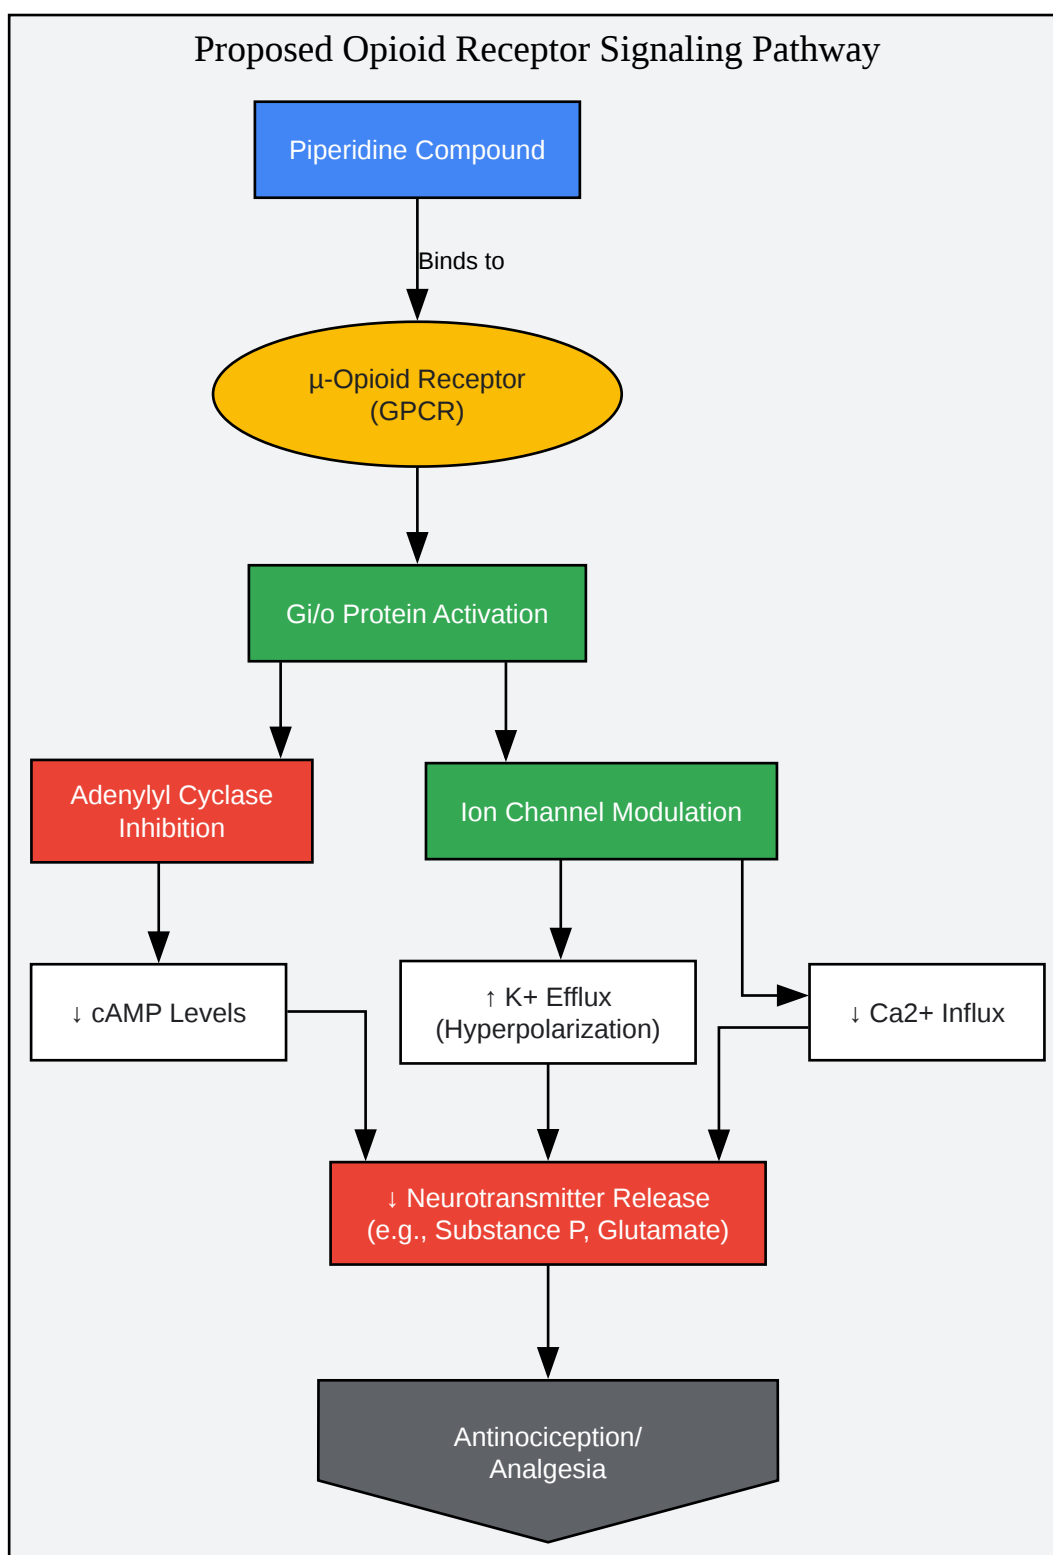 Proposed Opioid Receptor Signaling Pathway
Piperidine Compound
Binds to
µ-Opioid Receptor
(GPCR)
Gi/o Protein Activation
Adenylyl Cyclase
Inhibition
Ion Channel Modulation
↓ cAMP Levels
↑ K+ Efflux
(Hyperpolarization)
↓ Ca2+ Influx
↓ Neurotransmitter Release
(e.g., Substance P, Glutamate)
Antinociception/
Analgesia